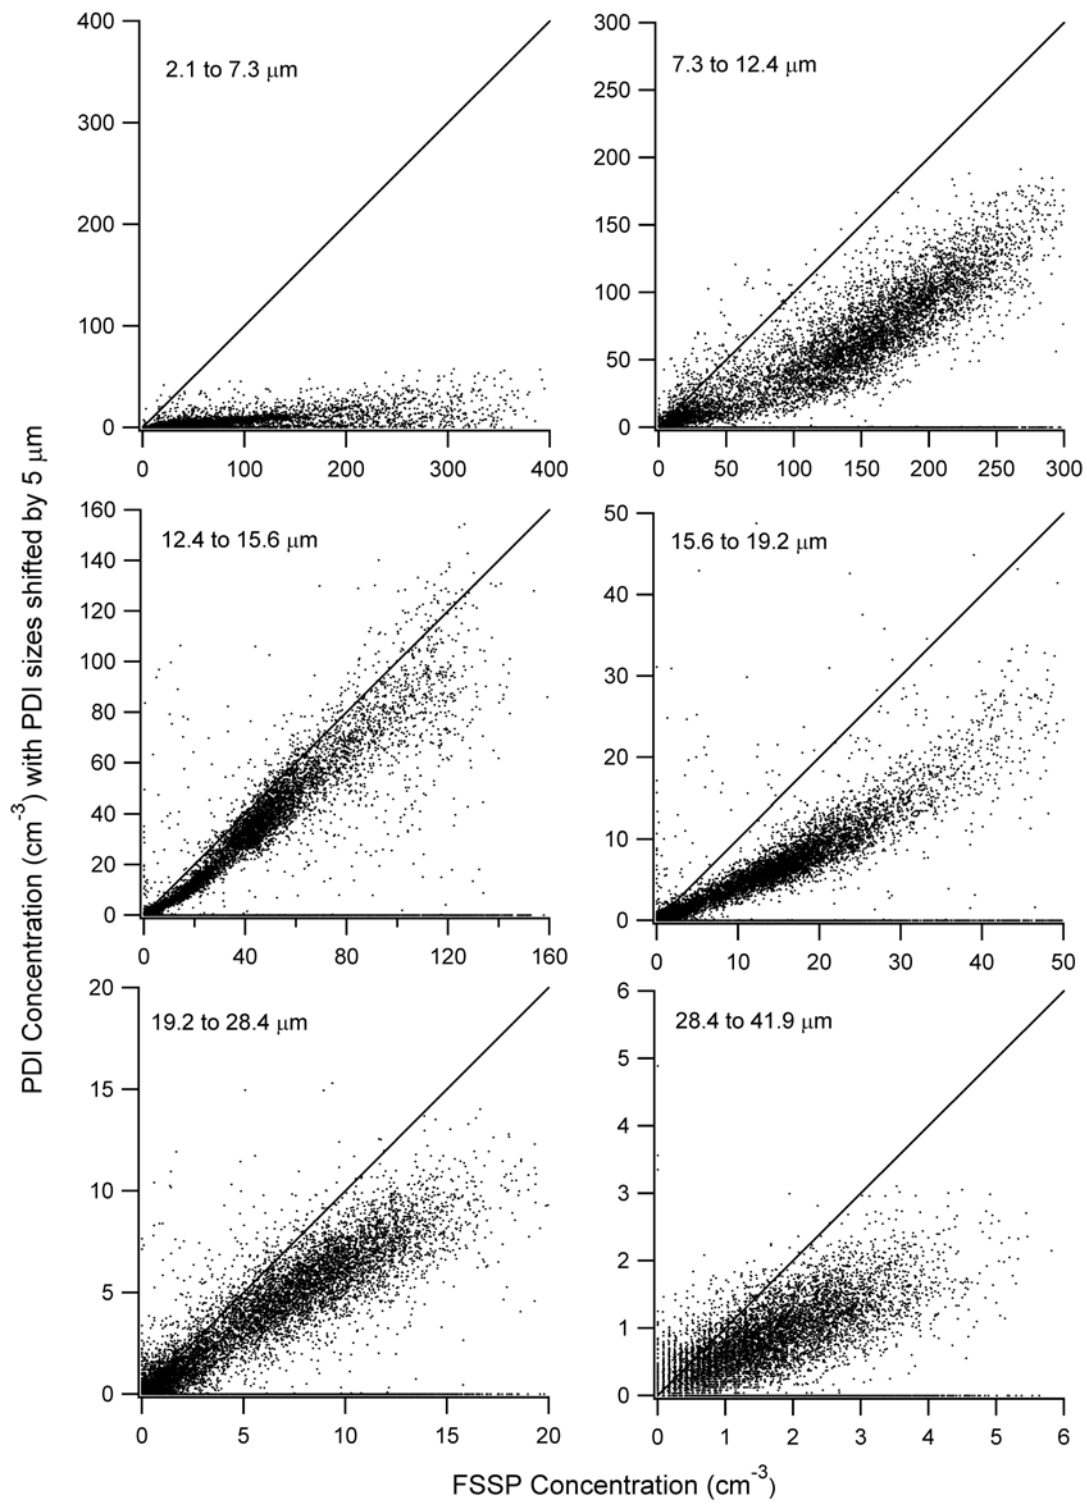 PDI Concentration (cm-3) with PDI sizes shifted by 5 μm
2.1 to 7.3 μm
400
300
200
100
0
0 100 200 300 400
7.3 to 12.4 μm
300
250
200
150
100
50
0
0 50 100 150 200 250 300
12.4 to 15.6 μm
160
140
120
100
80
60
40
20
0
0 40 80 120 160
15.6 to 19.2 μm
50
40
30
20
10
0
0 10 20 30 40 50
19.2 to 28.4 μm
20
15
10
5
0
0 5 10 15 20
28.4 to 41.9 μm
6
5
4
3
2
1
0
0 1 2 3 4 5 6
FSSP Concentration (cm-3)